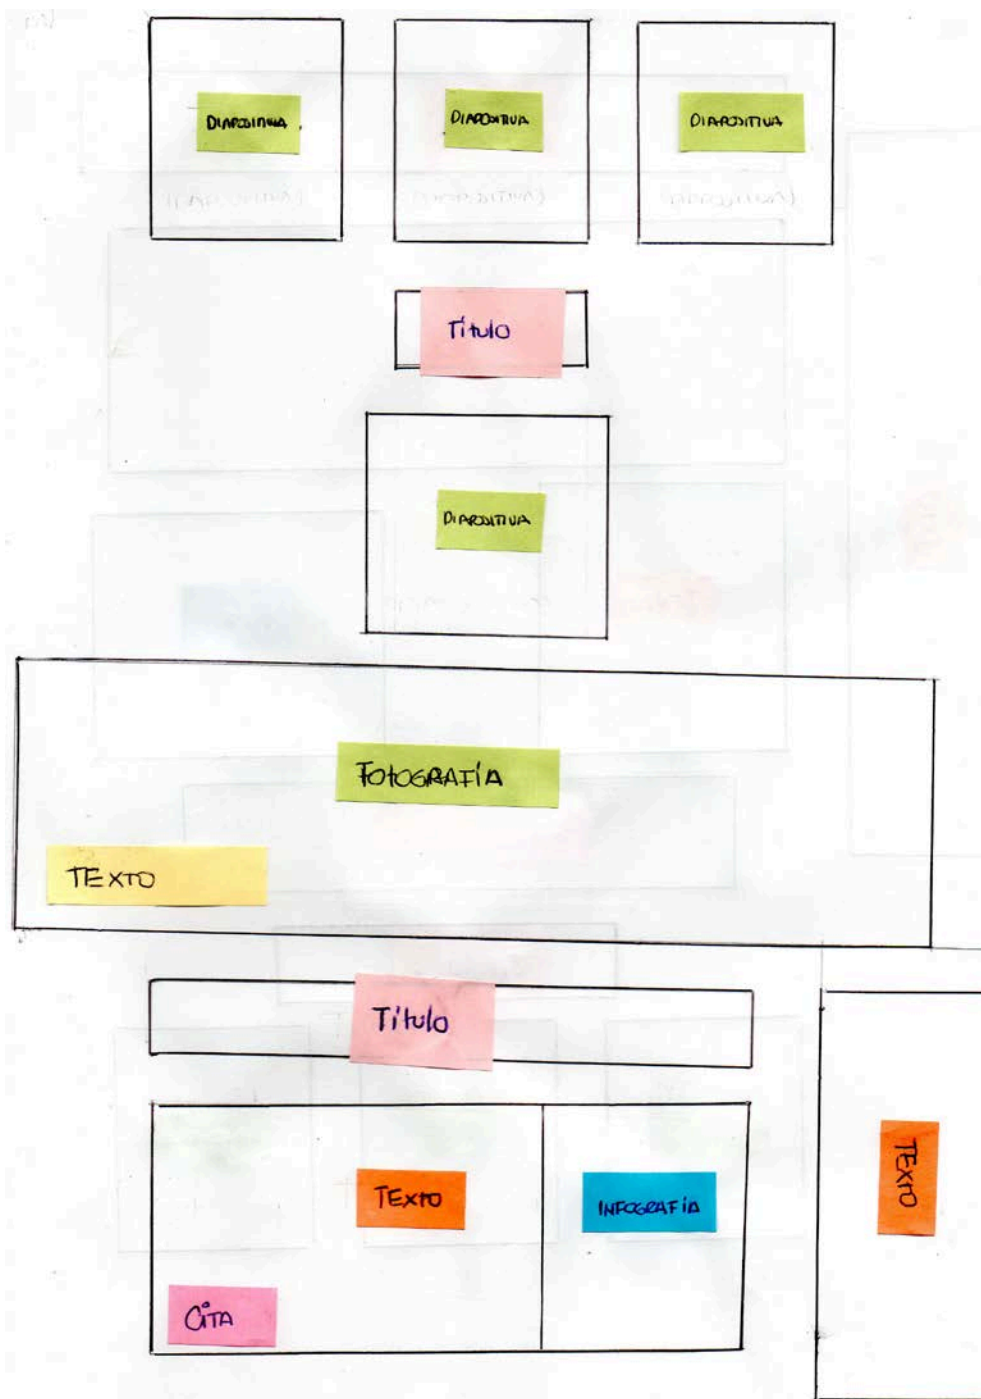 DIAPOSITIVA
DIAPOSITIVA
DIAPOSITIVA
Título
DIAPOSITIVA
FOTOGRAFÍA
TEXTO
Título
TEXTO
INFOGRAFÍA
TEXTO
CITA